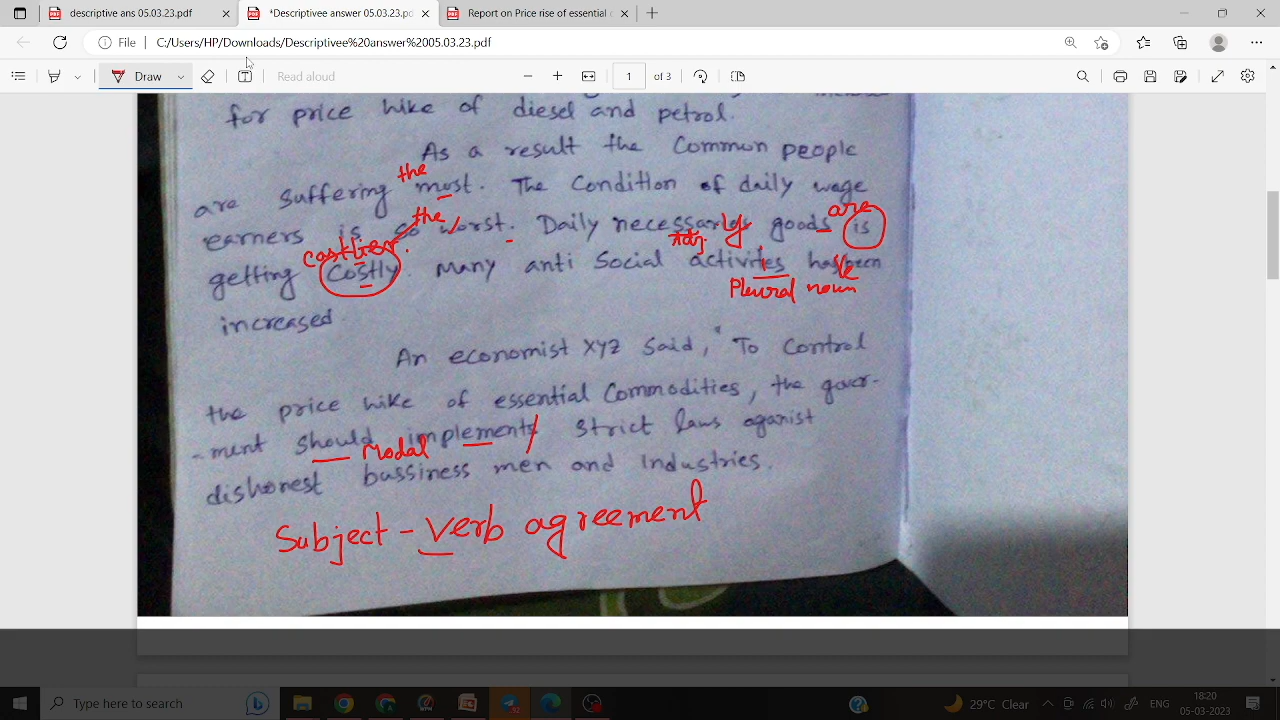 descriptive ans 05.03.23.pdf
*Descriptive answer 05.03.23.pd
Report on Price rise of essential
File C:/Users/HP/Downloads/Descriptivee%20answer%2005.03.23.pdf
Draw Read aloud 1 of 3
for price hike of diesel and petrol.
As a result the Common people
the
are suffering most. The Condition of daily wage
the are
earners is so worst. Daily goods is
costlier adj.
getting Costly. Many anti Social activities been
Pleural noun
increased
An economist XYZ Said, "To Control
the price hike of essential Commodities, the gover-
-ment should implements strict laws aganist
Modal
dishonest bussiness men and Industries.
Subject - Verb agreement
Type here to search
29°C Clear ENG 18:20
05-03-2023